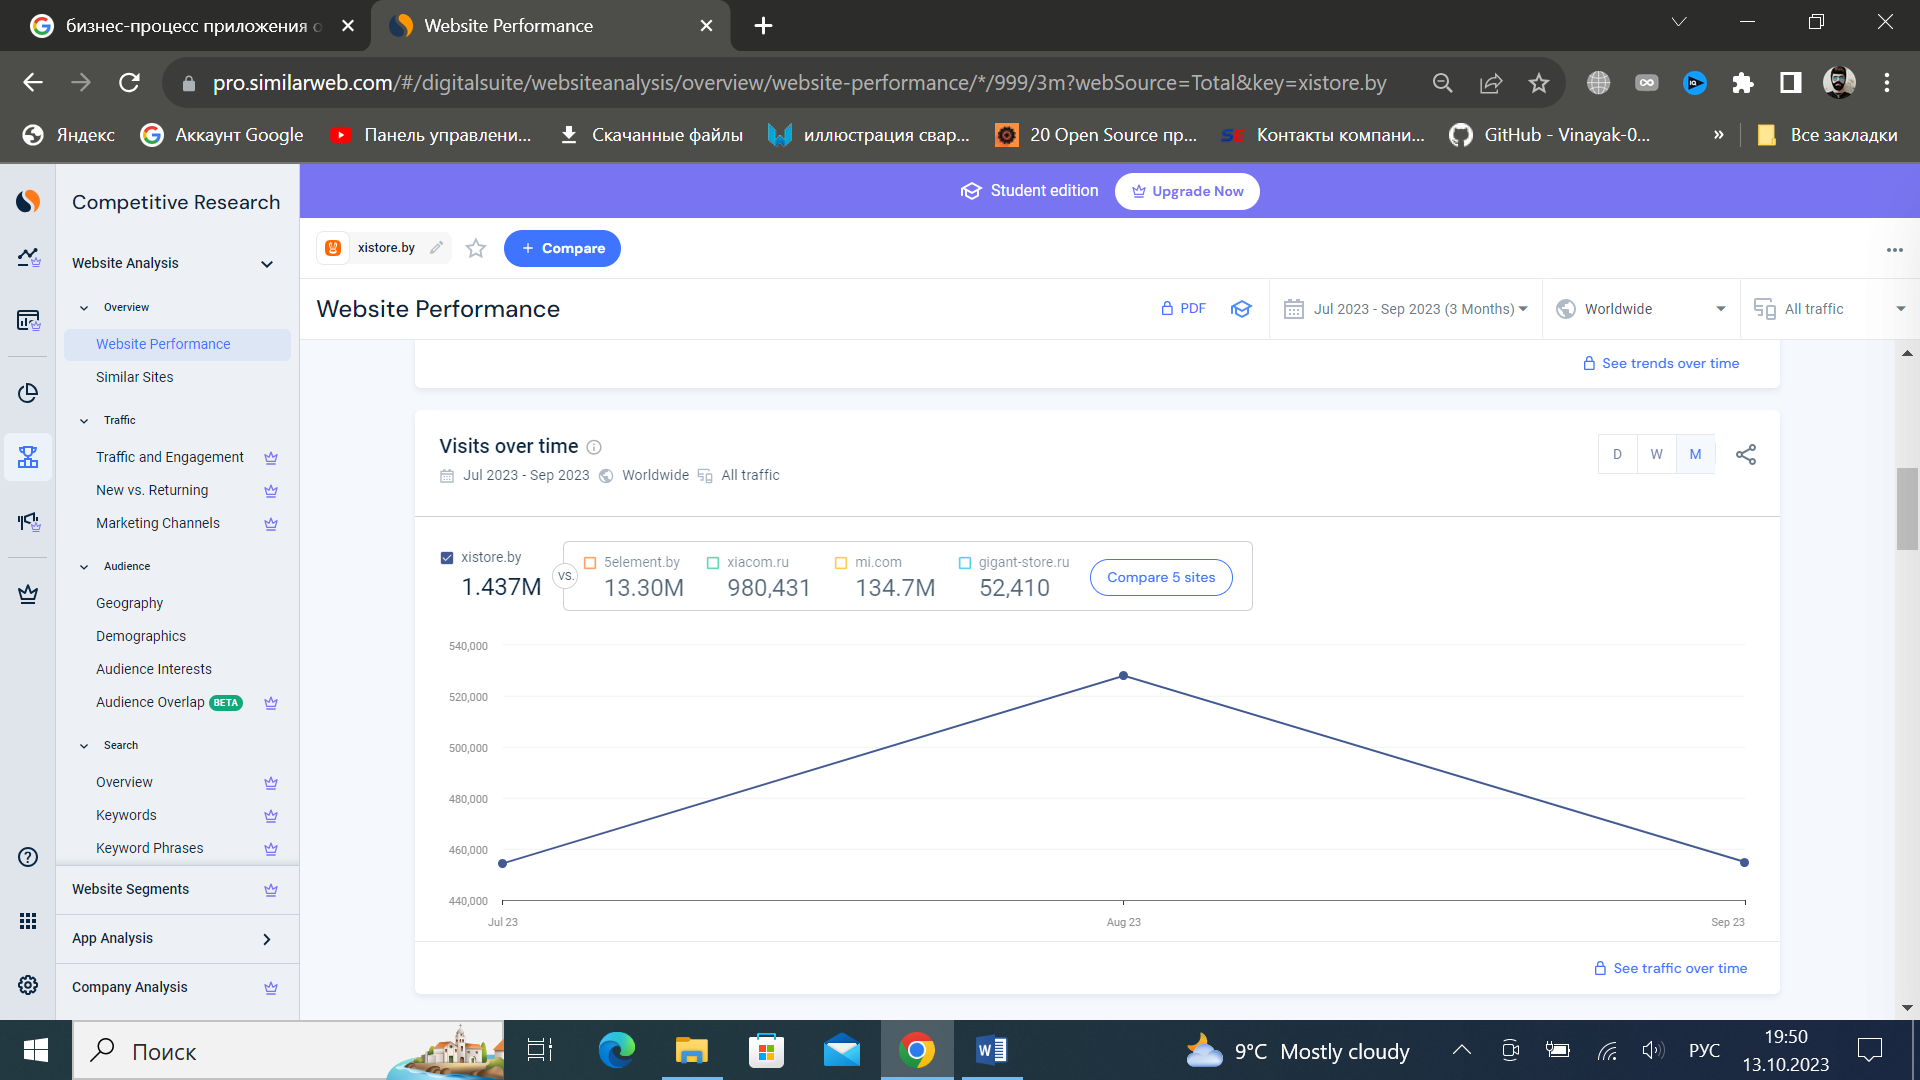 бизнес-процесс приложения о
Website Performance
pro.similarweb.com/#/digitalsuite/websiteanalysis/overview/website-performance/*/999/3m?webSource=Total&key=xistore.by
Яндекс
Аккаунт Google
Панель управлени...
Скачанные файлы
иллюстрация свар...
20 Open Source пр...
SE
Контакты компани...
GitHub - Vinayak-0...
»
Все закладки
Competitive Research
Website Analysis
Overview
Website Performance
Similar Sites
Traffic
Traffic and Engagement
New vs. Returning
Marketing Channels
Audience
Geography
Demographics
Audience Interests
Audience Overlap BETA
Search
Overview
Keywords
Keyword Phrases
Website Segments
App Analysis
Company Analysis
Student edition
Upgrade Now
xistore.by
+ Compare
Website Performance
PDF
Jul 2023 - Sep 2023 (3 Months)
Worldwide
All traffic
See trends over time
Visits over time
Jul 2023 - Sep 2023 Worldwide All traffic
D W M
xistore.by
1.437M
VS.
5element.by
13.30M
xiacom.ru
980,431
mi.com
134.7M
gigant-store.ru
52,410
Compare 5 sites
540,000
520,000
500,000
480,000
460,000
440,000
Jul 23
Aug 23
Sep 23
See traffic over time
Поиск
9°C Mostly cloudy
РУС
19:50
13.10.2023